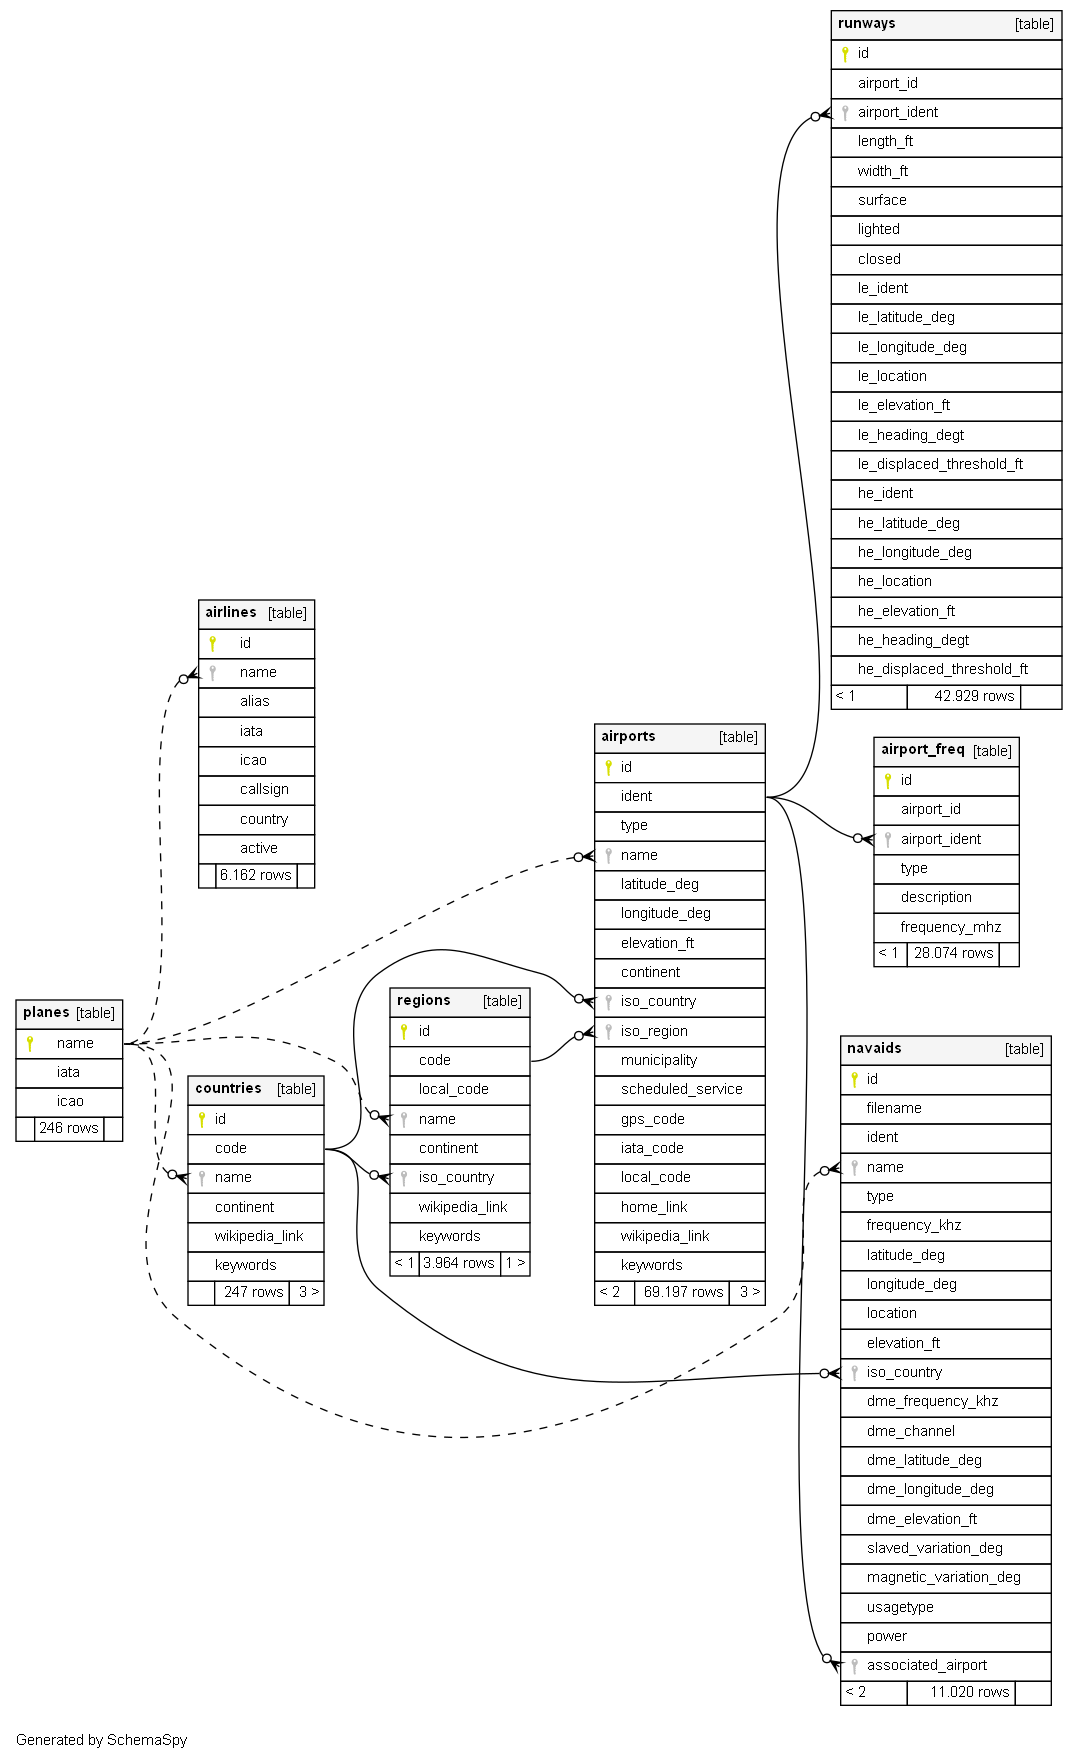 runways [table]
id
airport_id
airport_ident
length_ft
width_ft
surface
lighted
closed
le_ident
le_latitude_deg
le_longitude_deg
le_location
le_elevation_ft
le_heading_degt
le_displaced_threshold_ft
he_ident
he_latitude_deg
he_longitude_deg
he_location
he_elevation_ft
he_heading_degt
he_displaced_threshold_ft
< 1 42.929 rows
airlines [table]
id
name
alias
iata
icao
callsign
country
active
6.162 rows
airports [table]
id
ident
type
name
latitude_deg
longitude_deg
elevation_ft
continent
iso_country
iso_region
municipality
scheduled_service
gps_code
iata_code
local_code
home_link
wikipedia_link
keywords
< 2 69.197 rows 3 >
airport_freq [table]
id
airport_id
airport_ident
type
description
frequency_mhz
< 1 28.074 rows
planes [table]
name
iata
icao
246 rows
regions [table]
id
code
local_code
name
continent
iso_country
wikipedia_link
keywords
< 1 3.964 rows 1 >
countries [table]
id
code
name
continent
wikipedia_link
keywords
247 rows 3 >
navaids [table]
id
filename
ident
name
type
frequency_khz
latitude_deg
longitude_deg
location
elevation_ft
iso_country
dme_frequency_khz
dme_channel
dme_latitude_deg
dme_longitude_deg
dme_elevation_ft
slaved_variation_deg
magnetic_variation_deg
usagetype
power
associated_airport
< 2 11.020 rows
Generated by SchemaSpy